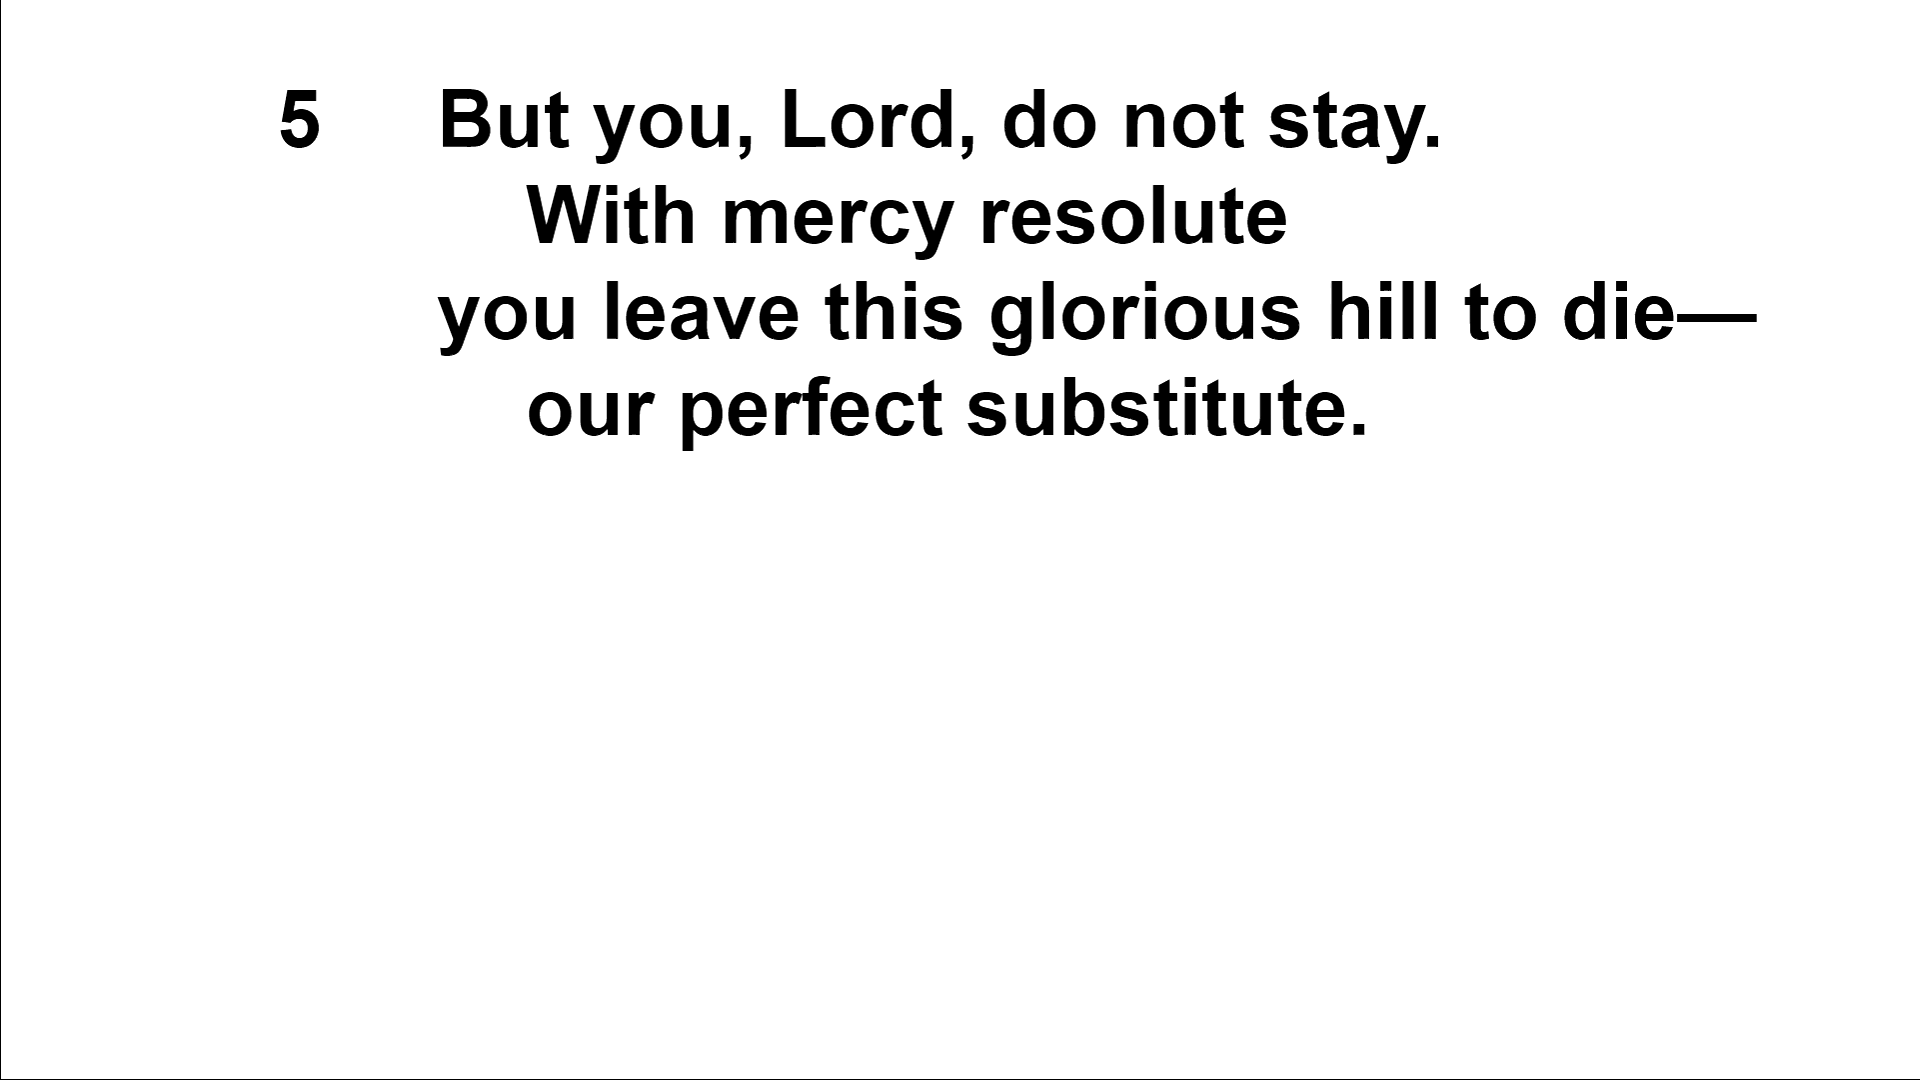 5 But you, Lord, do not stay.
With mercy resolute
you leave this glorious hill to die—
our perfect substitute.